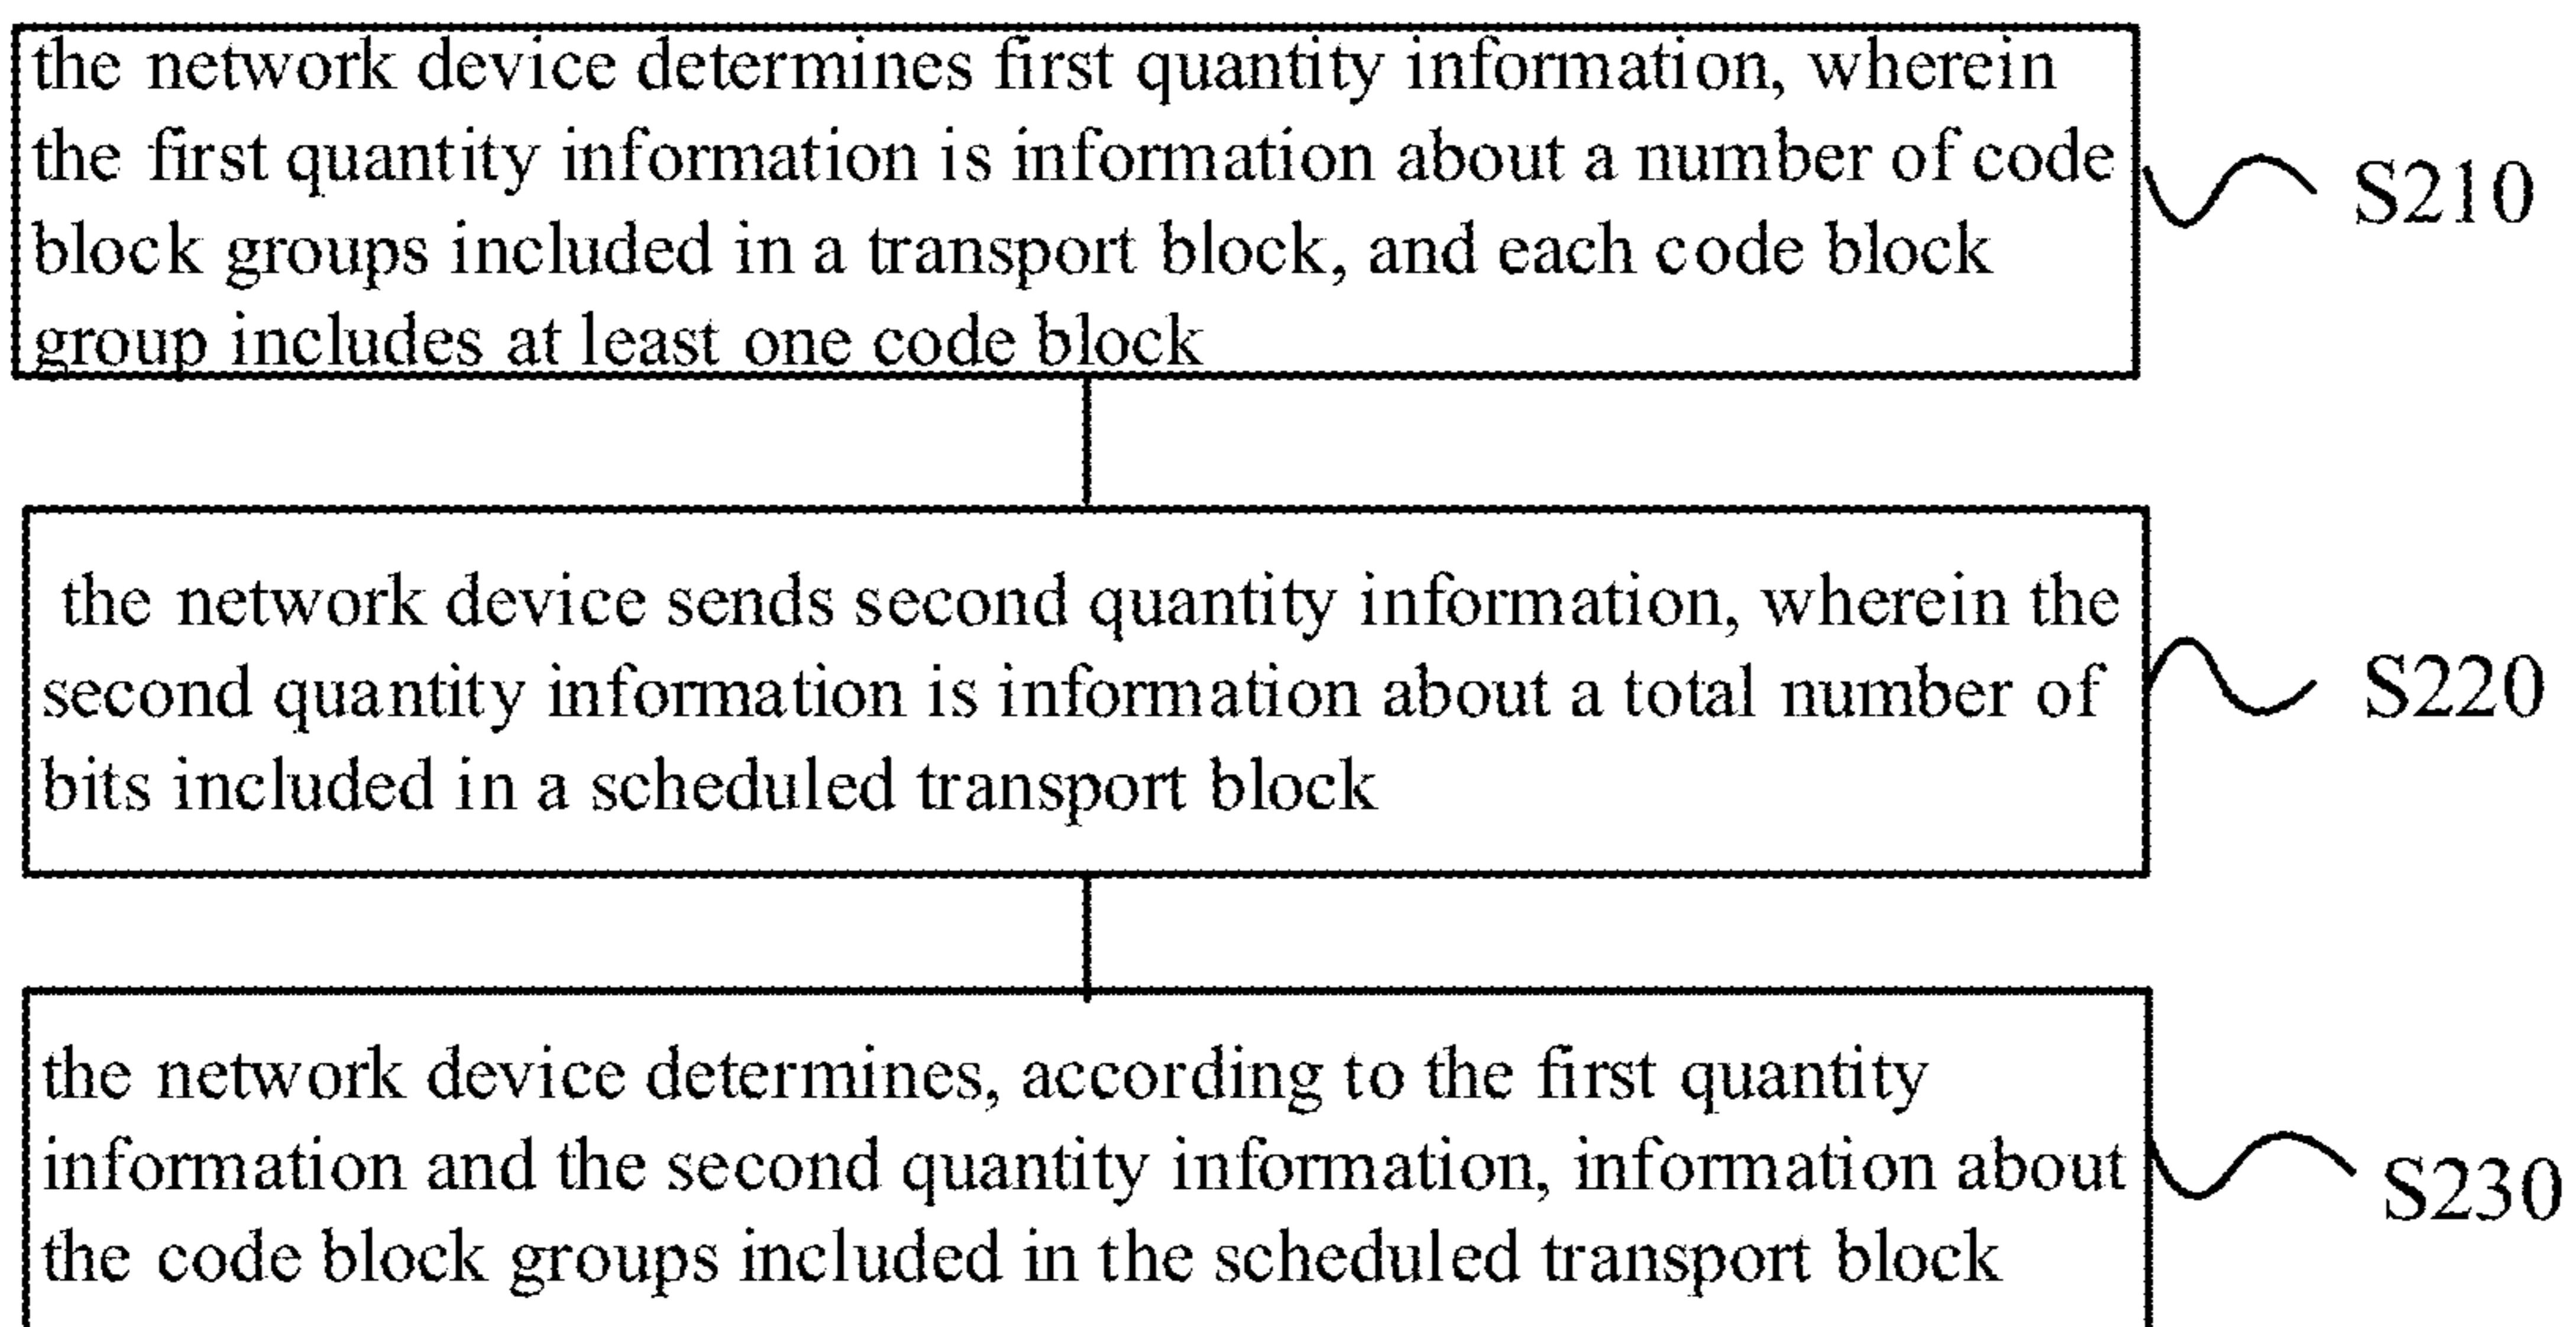 the network device determines first quantity information, wherein
the first quantity information is information about a number of code
block groups included in a transport block, and each code block
group includes at least one code block
S210
the network device sends second quantity information, wherein the
second quantity information is information about a total number of
bits included in a scheduled transport block
S220
the network device determines, according to the first quantity
information and the second quantity information, information about
the code block groups included in the scheduled transport block
S230